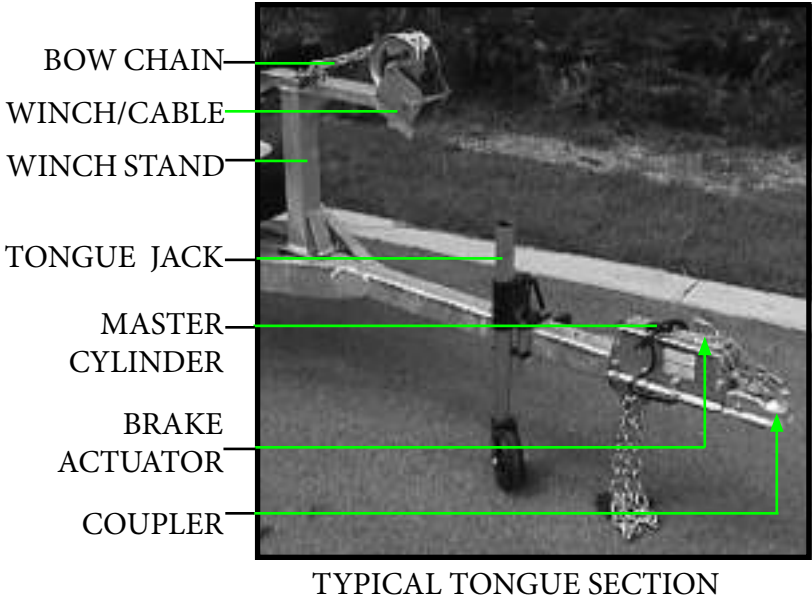 BOW CHAIN
WINCH/CABLE
WINCH STAND
TONGUE JACK
MASTER
CYLINDER
BRAKE
ACTUATOR
COUPLER
TYPICAL TONGUE SECTION